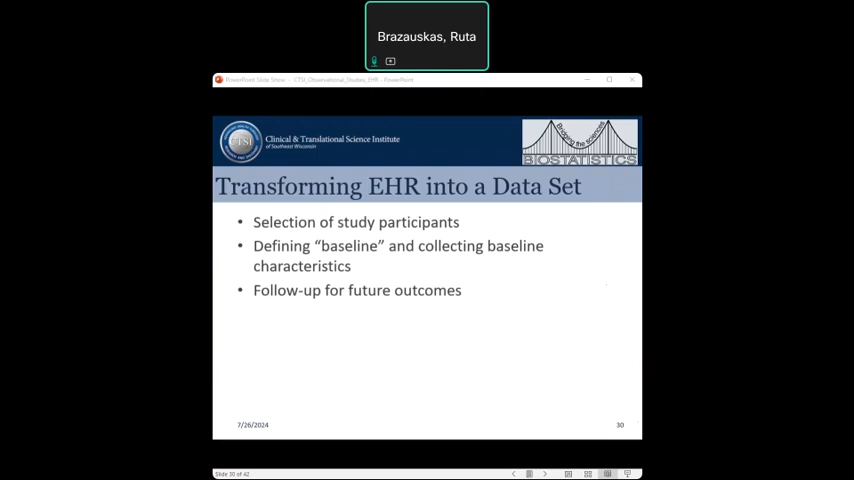 Brazauskas, Ruta
PowerPoint Slide Show - CTSI_Observational_Studies_EHR - PowerPoint
CTSI
Clinical & Translational Science Institute
of Southeast Wisconsin
Bridging the Sciences
BIOSTATISTICS
Transforming EHR into a Data Set
• Selection of study participants
• Defining “baseline” and collecting baseline
characteristics
• Follow-up for future outcomes
7/26/2024
30
Slide 30 of 42